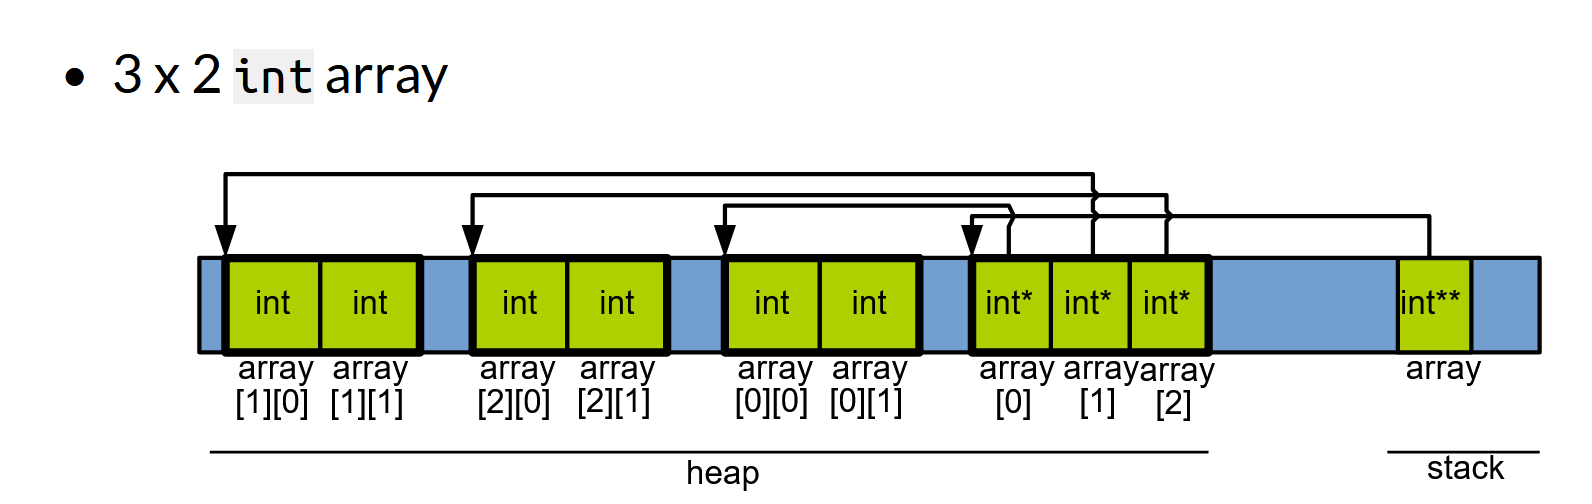 • 3 x 2 int array
int int int int int int int* int* int* int**
array array array array array array array array array array
[1][0] [1][1] [2][0] [2][1] [0][0] [0][1] [0] [1] [2]
heap stack